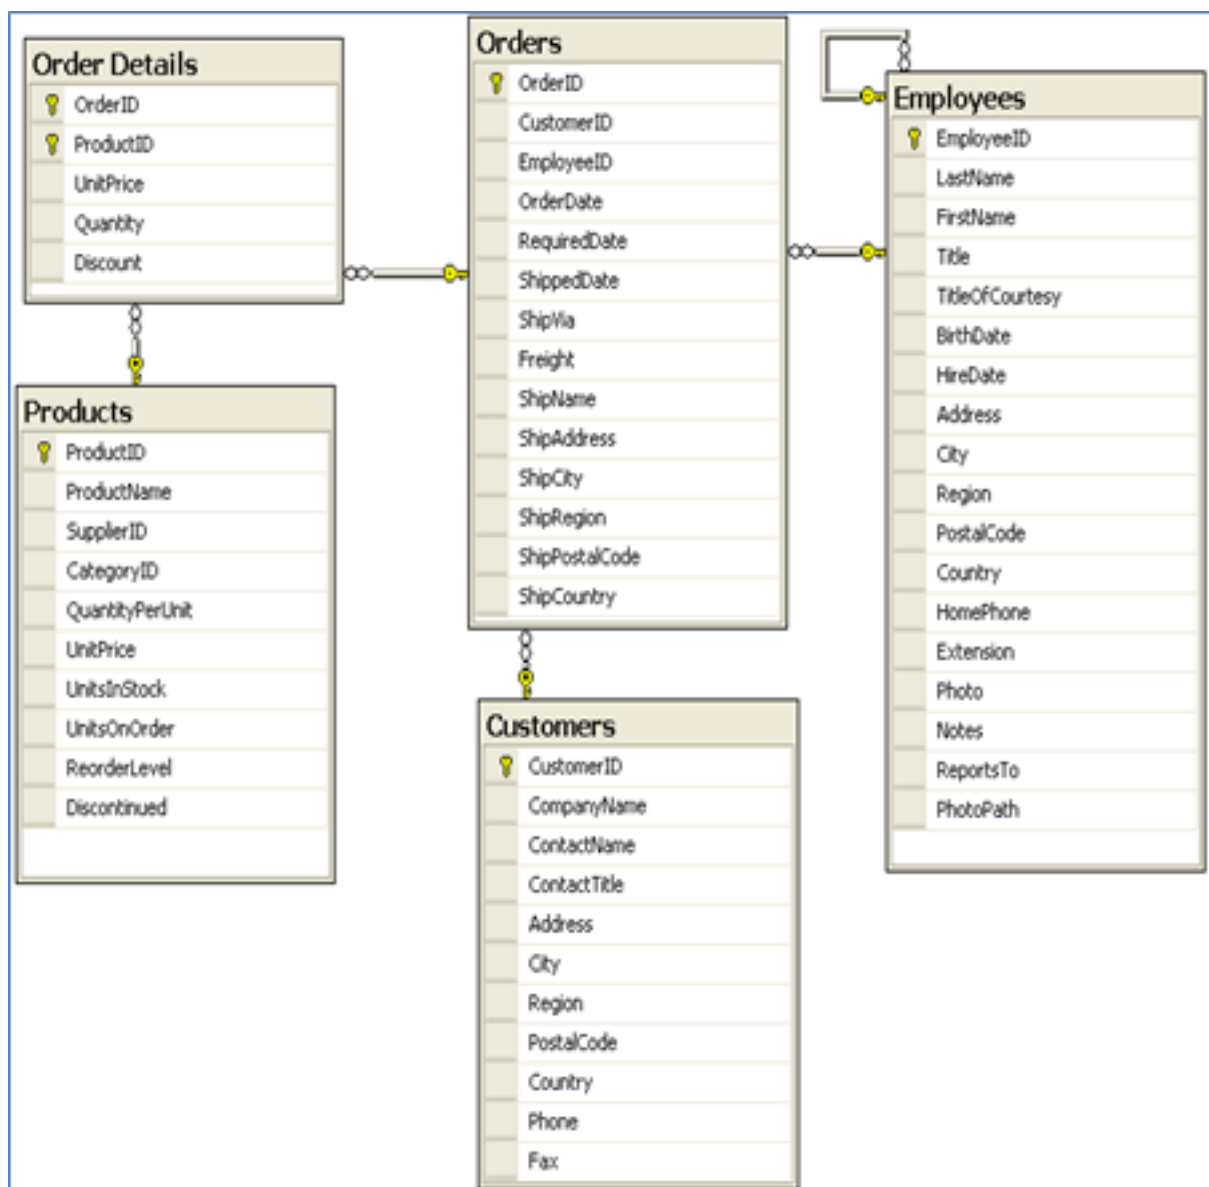 Order Details
OrderID
ProductID
UnitPrice
Quantity
Discount
Products
ProductID
ProductName
SupplierID
CategoryID
QuantityPerUnit
UnitPrice
UnitsInStock
UnitsOnOrder
ReorderLevel
Discontinued
Orders
OrderID
CustomerID
EmployeeID
OrderDate
RequiredDate
ShippedDate
ShipVia
Freight
ShipName
ShipAddress
ShipCity
ShipRegion
ShipPostalCode
ShipCountry
Customers
CustomerID
CompanyName
ContactName
ContactTitle
Address
City
Region
PostalCode
Country
Phone
Fax
Employees
EmployeeID
LastName
FirstName
Title
TitleOfCourtesy
BirthDate
HireDate
Address
City
Region
PostalCode
Country
HomePhone
Extension
Photo
Notes
ReportsTo
PhotoPath